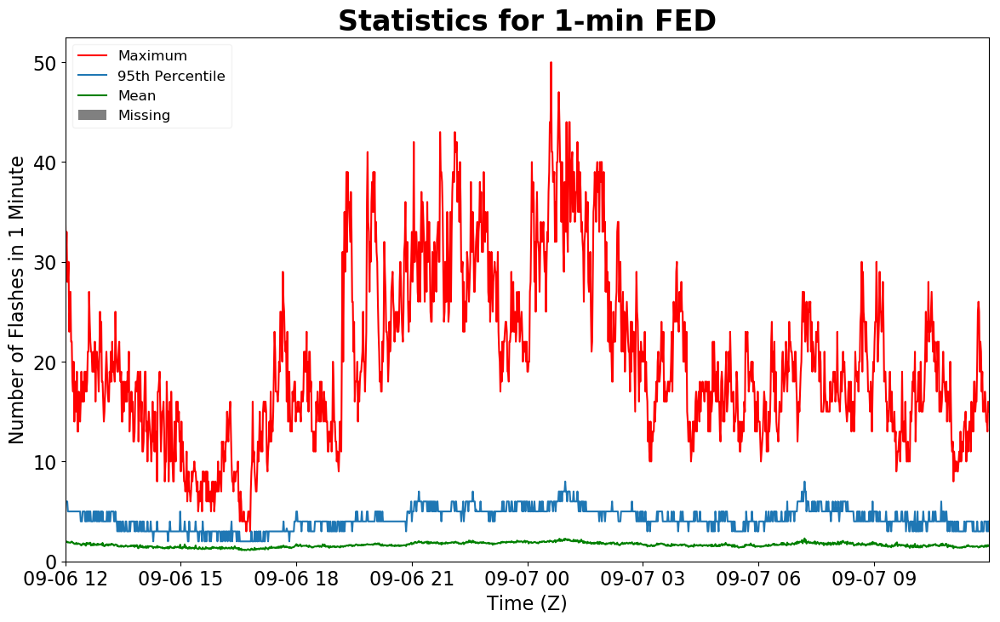 Statistics for 1-min FED
Maximum
95th Percentile
Mean
Missing
Number of Flashes in 1 Minute
50
40
30
20
10
0
09-06 12
09-06 15
09-06 18
09-06 21
09-07 00
09-07 03
09-07 06
09-07 09
Time (Z)